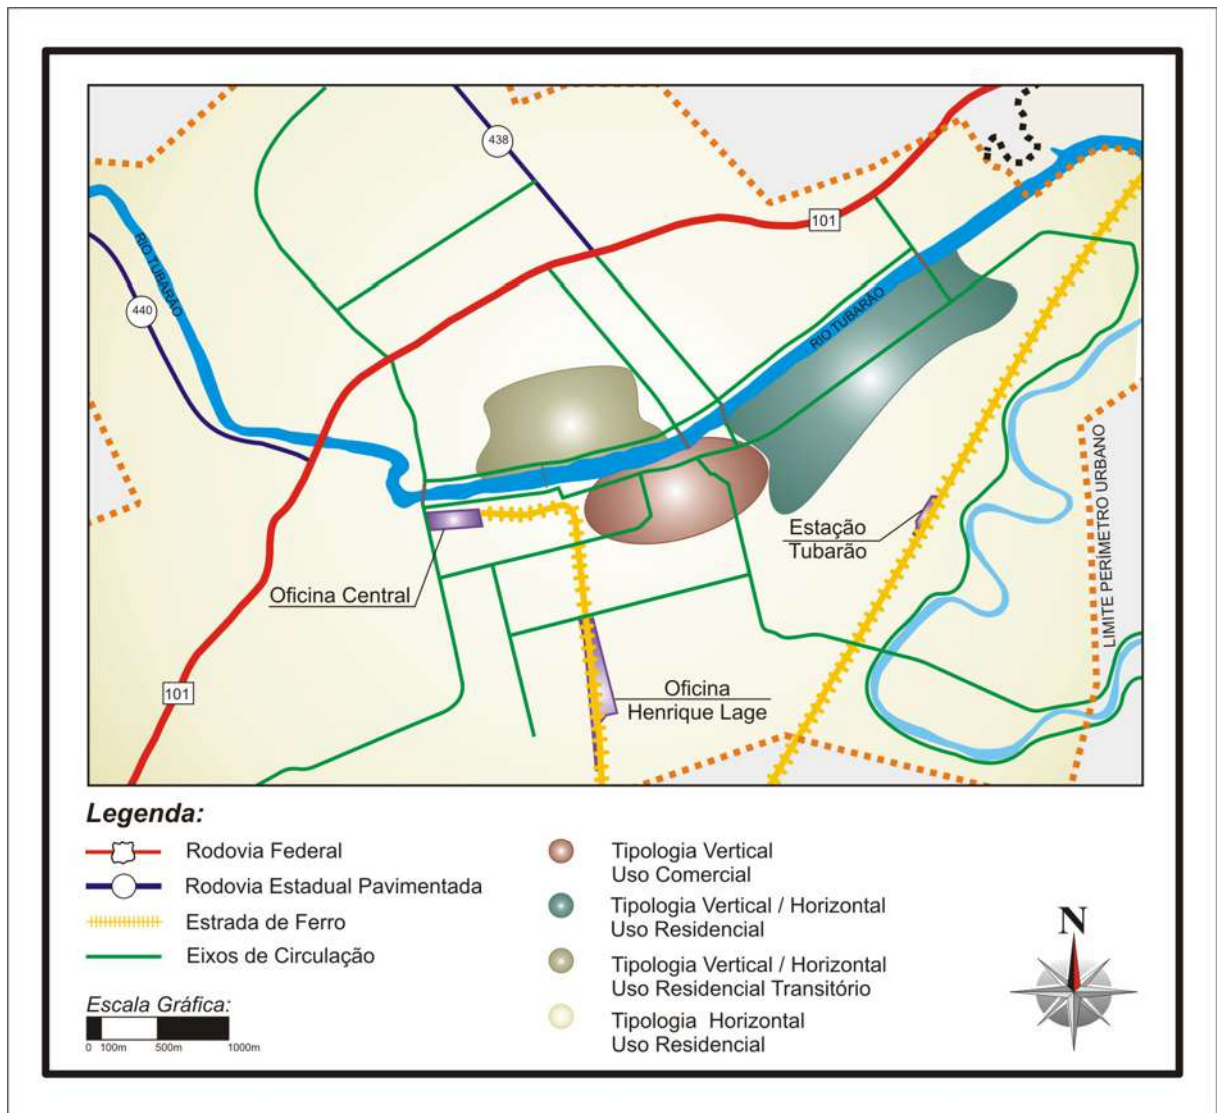 438
101
RIO TUBARÃO
440
RIO TUBARÃO
LIMITE PERÍMETRO URBANO
Estação
Tubarão
Oficina Central
Oficina
Henrique Lage
101
Legenda:
Rodovia Federal
Rodovia Estadual Pavimentada
Estrada de Ferro
Eixos de Circulação
Escala Gráfica:
0 100m 500m 1000m
Tipologia Vertical
Uso Comercial
Tipologia Vertical / Horizontal
Uso Residencial
Tipologia Vertical / Horizontal
Uso Residencial Transitório
Tipologia Horizontal
Uso Residencial
N